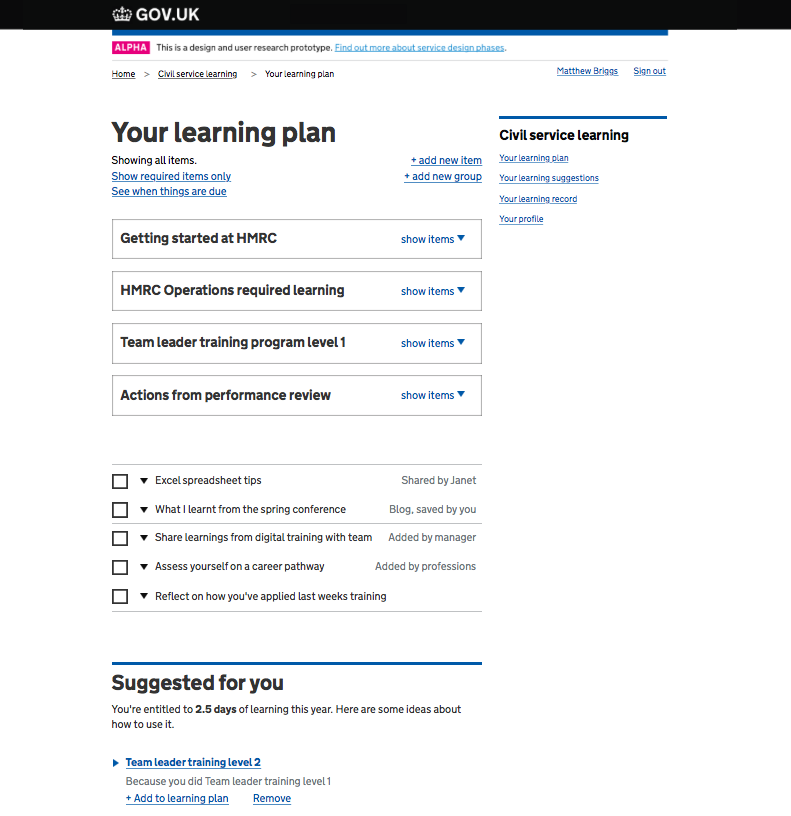 GOV.UK
ALPHA This is a design and user research prototype. Find out more about service design phases.
Home > Civil service learning > Your learning plan
Matthew Briggs Sign out
Your learning plan
Showing all items.
Show required items only
See when things are due
+ add new item
+ add new group
Getting started at HMRC show items
HMRC Operations required learning show items
Team leader training program level 1 show items
Actions from performance review show items
Excel spreadsheet tips Shared by Janet
What I learnt from the spring conference Blog, saved by you
Share learnings from digital training with team Added by manager
Assess yourself on a career pathway Added by professions
Reflect on how you've applied last weeks training
Suggested for you
You're entitled to 2.5 days of learning this year. Here are some ideas about
how to use it.
Team leader training level 2
Because you did Team leader training level 1
+ Add to learning plan Remove
Civil service learning
Your learning plan
Your learning suggestions
Your learning record
Your profile